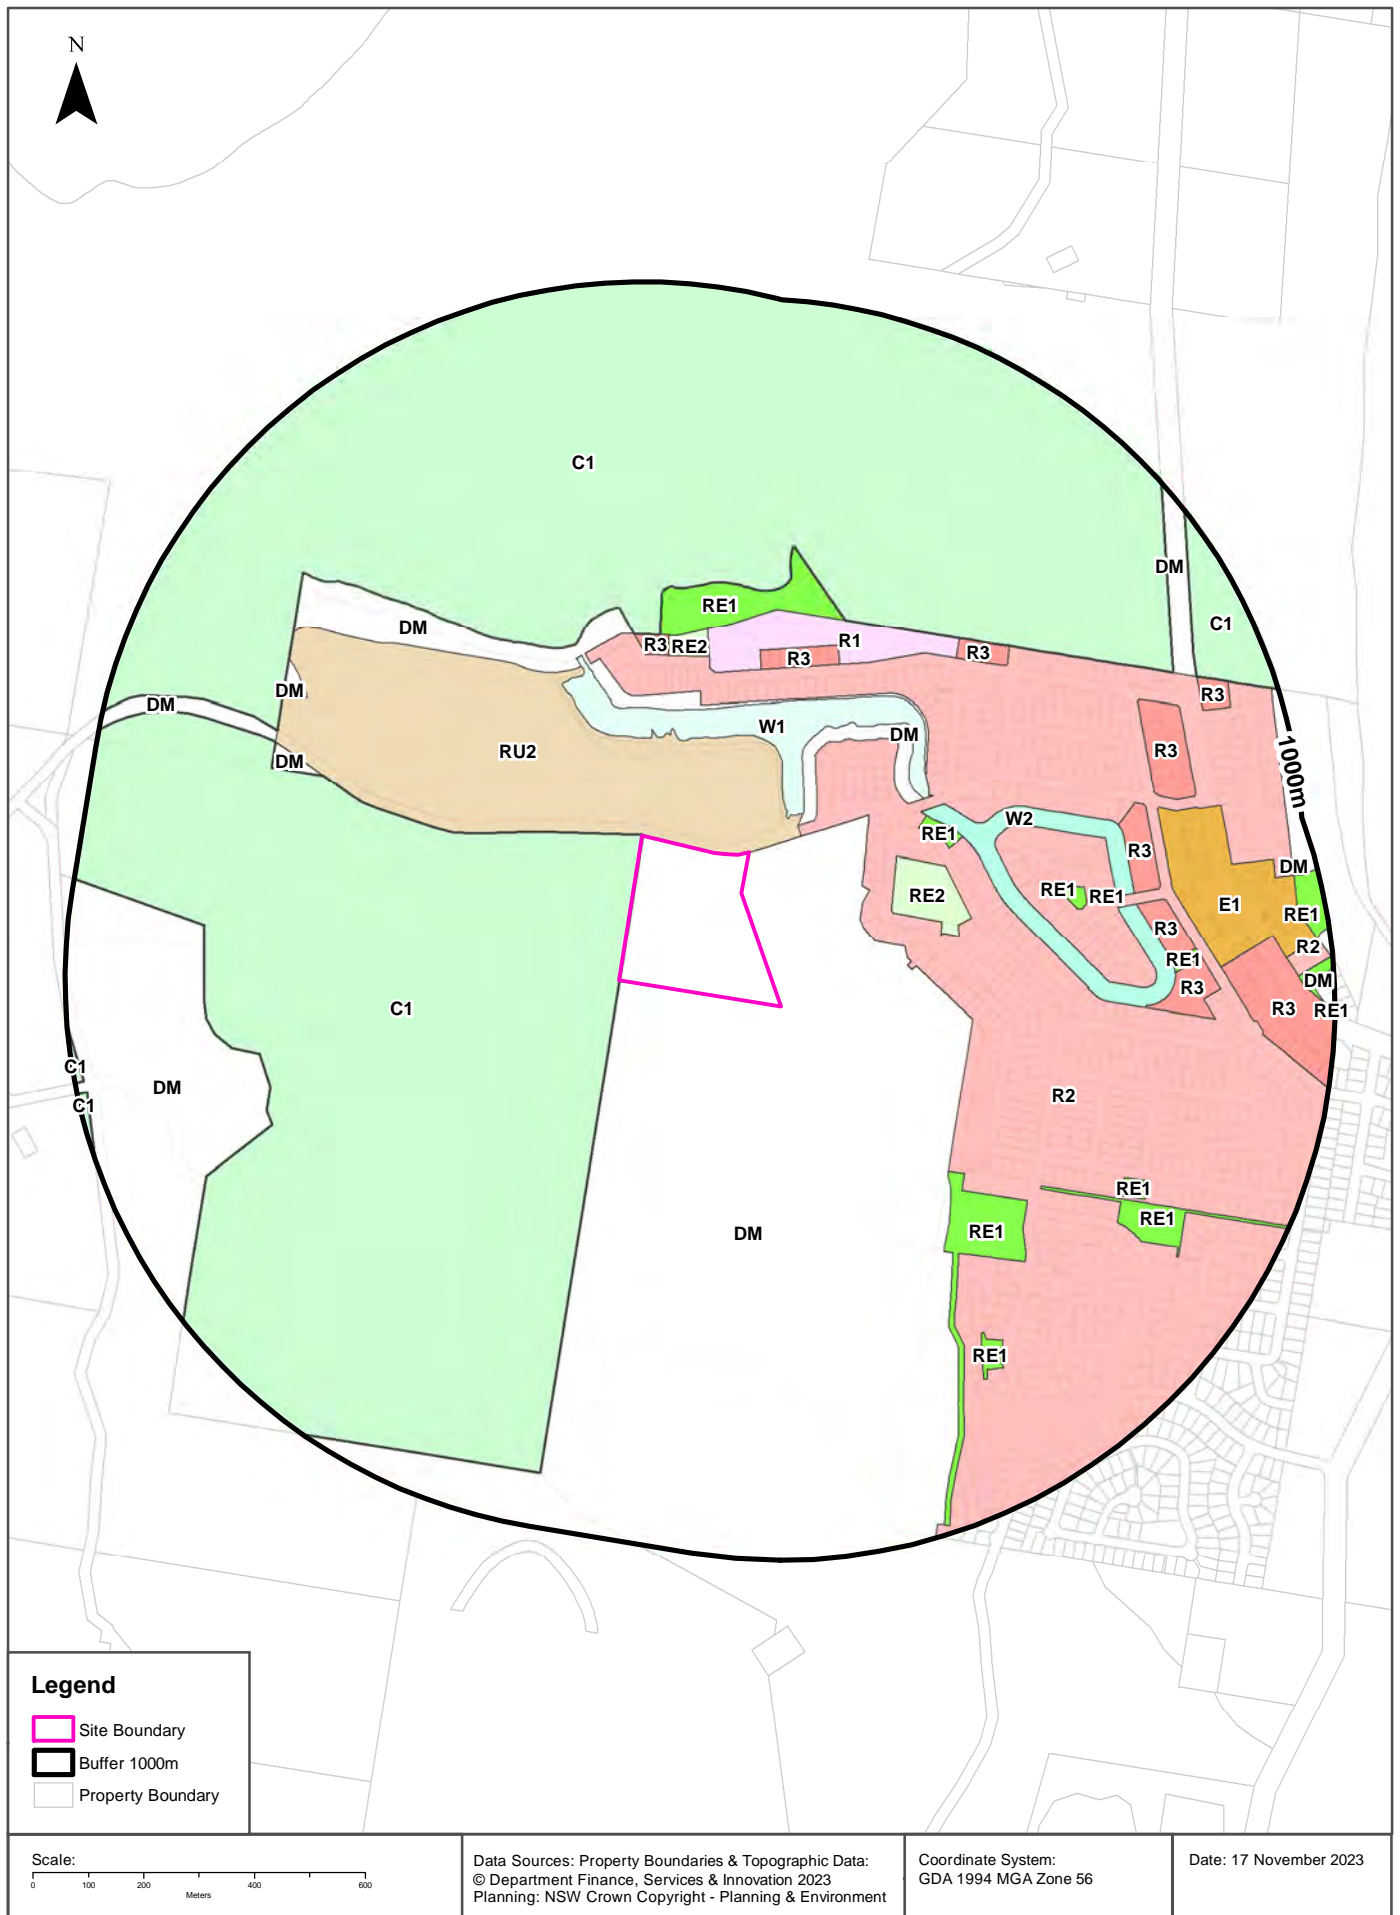 N
C1
DM
C1
RE1
DM
R3
RE2
R1
R3
R3
DM
R3
DM
W1
DM
R3
RU2
DM
1000m
W2
RE1
R3
DM
RE2
RE1
RE1
E1
RE1
R3
R2
RE1
DM
R3
C1
R3
RE1
C1
DM
R2
C1
RE1
RE1
RE1
DM
RE1
Legend
Site Boundary
Buffer 1000m
Property Boundary
Scale:
0 100 200 400 600
Meters
Data Sources: Property Boundaries & Topographic Data:
© Department Finance, Services & Innovation 2023
Planning: NSW Crown Copyright - Planning & Environment
Coordinate System:
GDA 1994 MGA Zone 56
Date: 17 November 2023